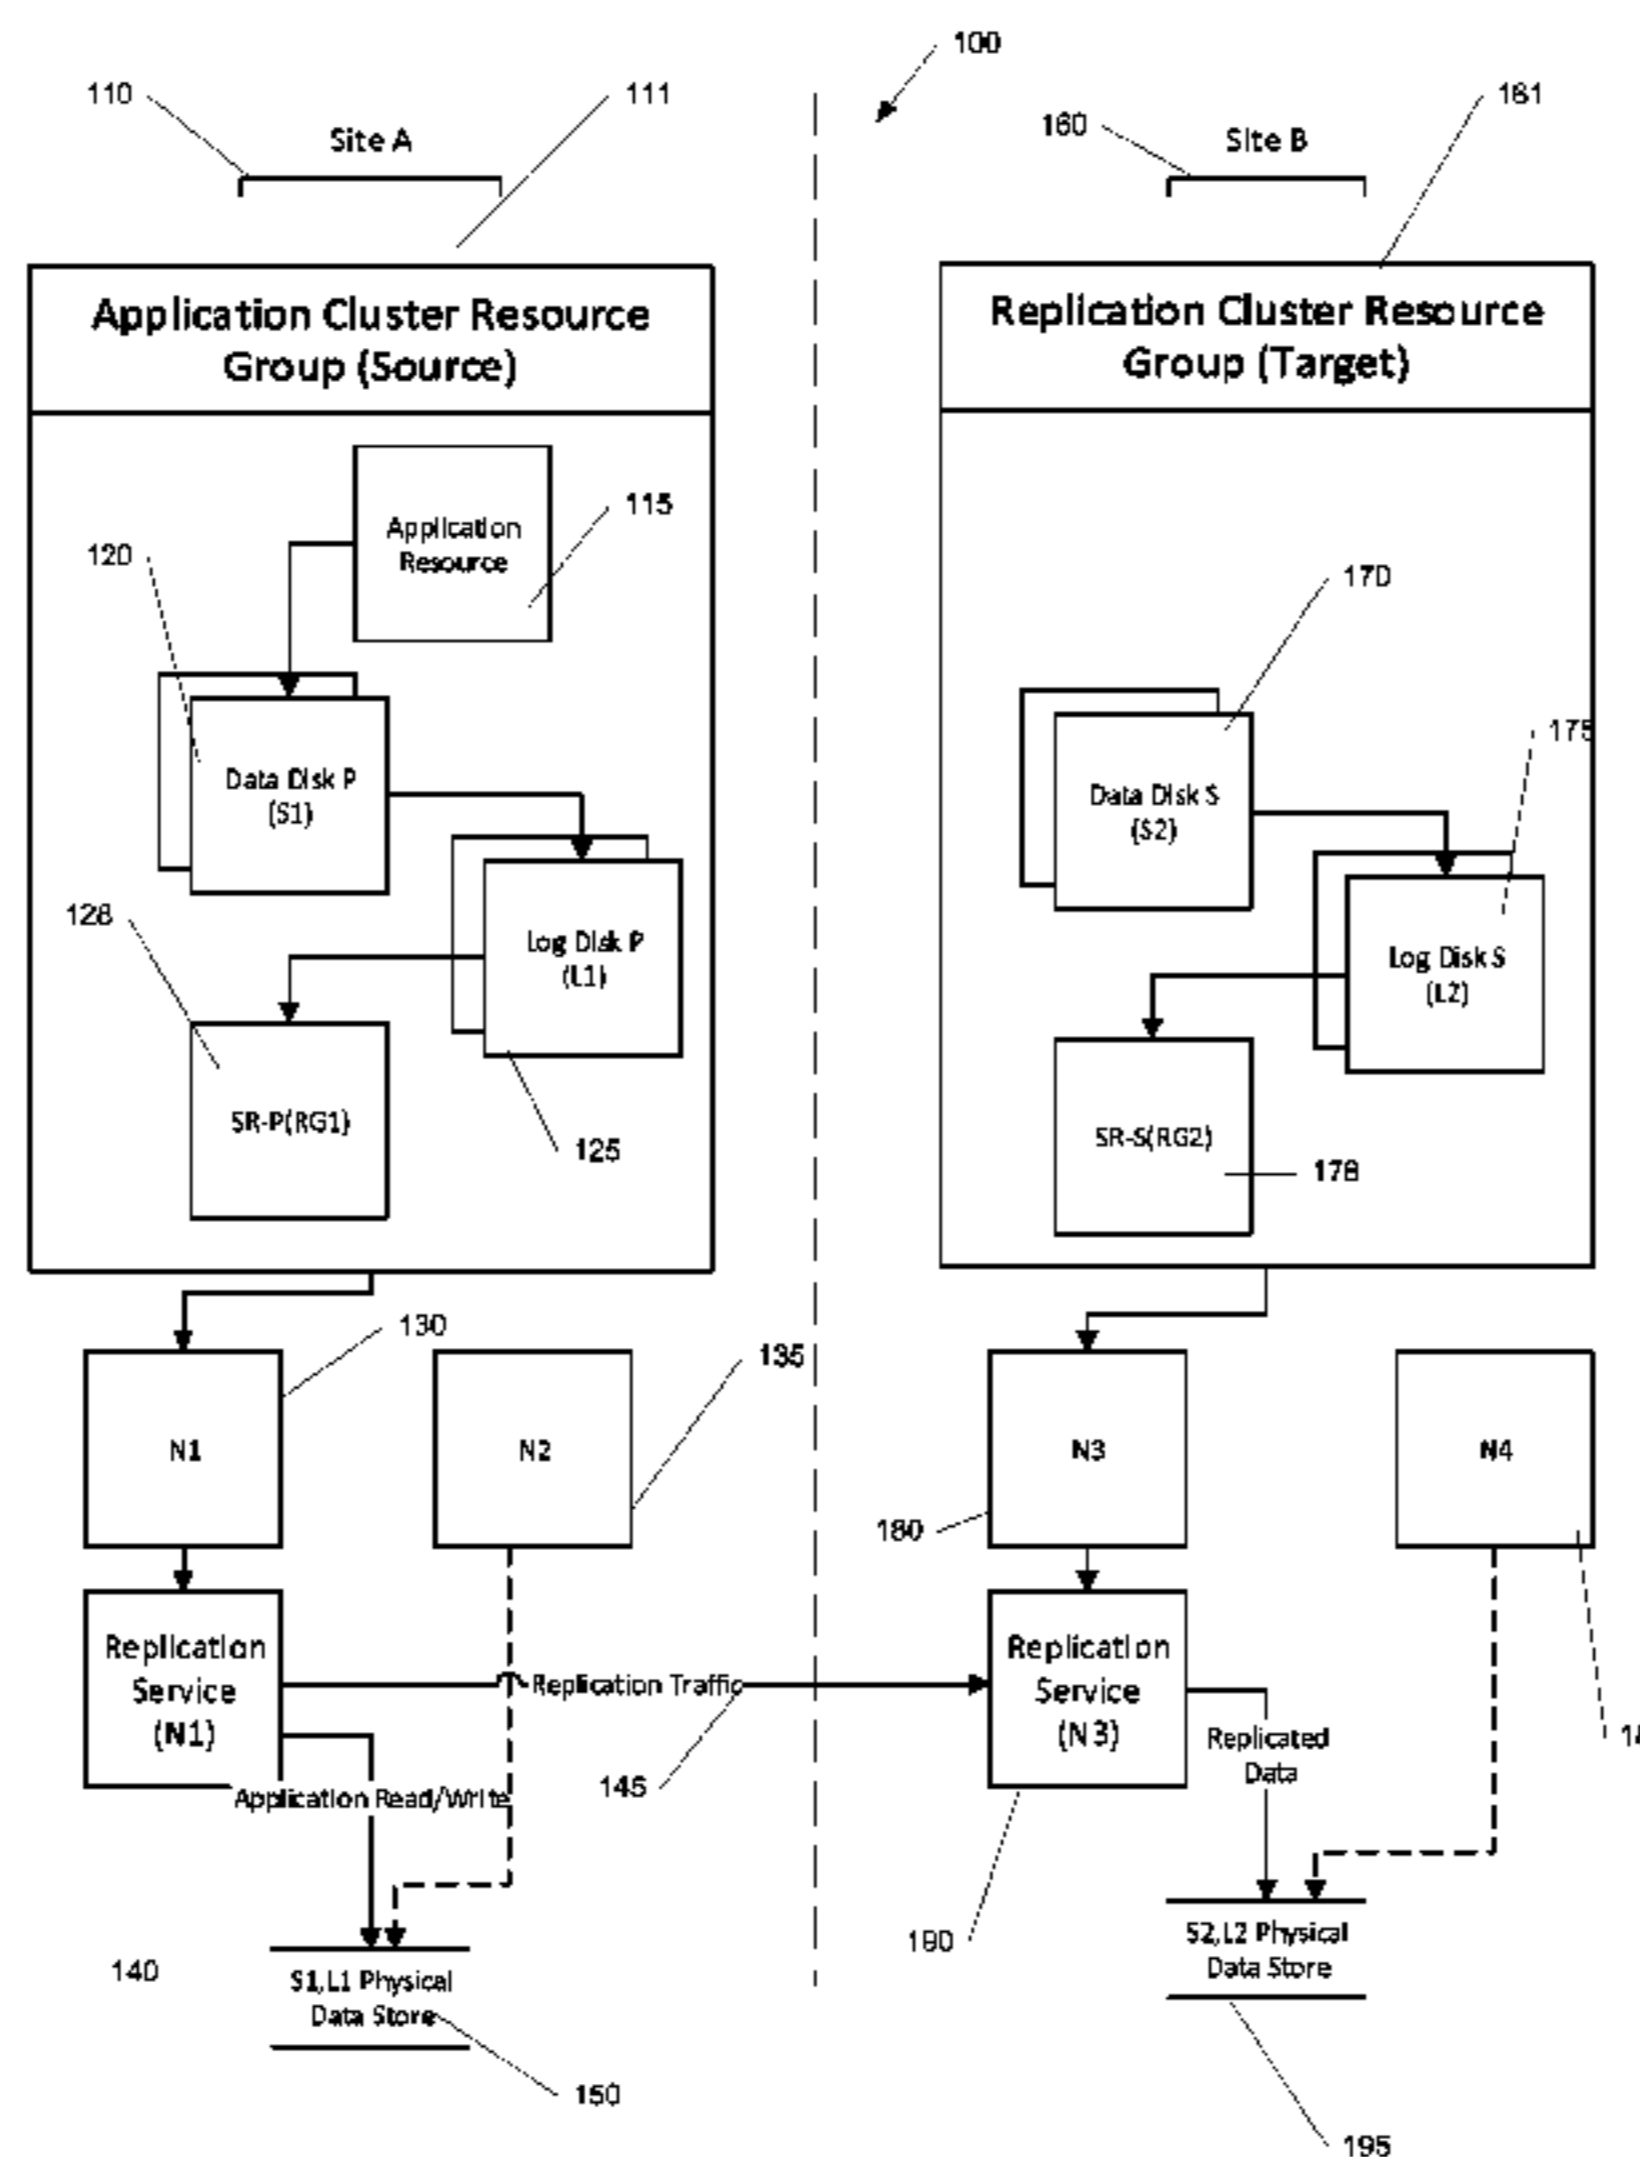 100
110
111
Site A
160
Site B
161
Application Cluster Resource
Group (Source)
Replication Cluster Resource
Group (Target)
115
Application
Resource
120
170
175
Data Disk P
(S1)
Data Disk S
(S2)
128
Log Disk P
(L1)
Log Disk S
(L2)
SR-P(RG1)
125
SR-S(RG2)
178
130
135
N1
N2
N3
N4
180
Replication
Service
(N1)
Replication Traffic
Replication
Service
(N3)
Replicated
Data
145
Application Read/Write
190
140
S1,L1 Physical
Data Store
S2,L2 Physical
Data Store
150
195